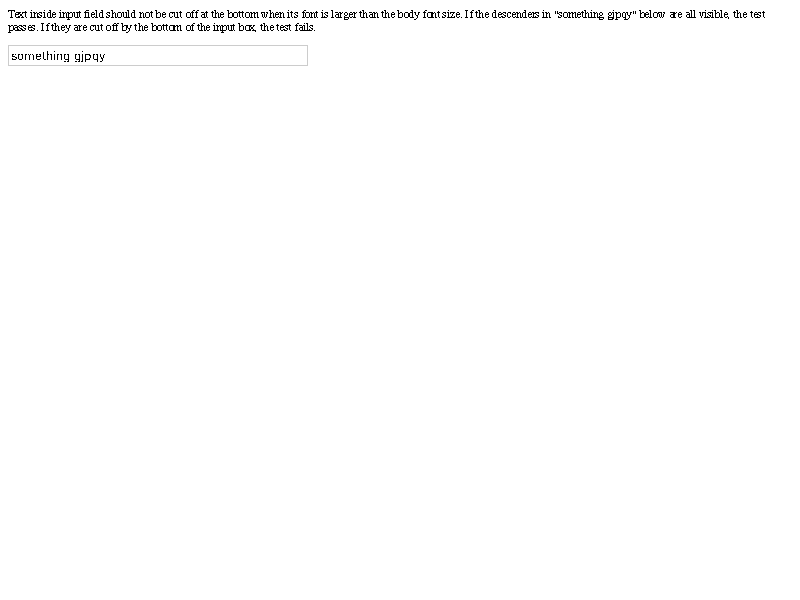 Text inside input field should not be cut off at the bottom when its font is larger than the body font size. If the descenders in "something gjpqy" below are all visible, the test
passes. If they are cut off by the bottom of the input box, the test fails.
something gjpqy